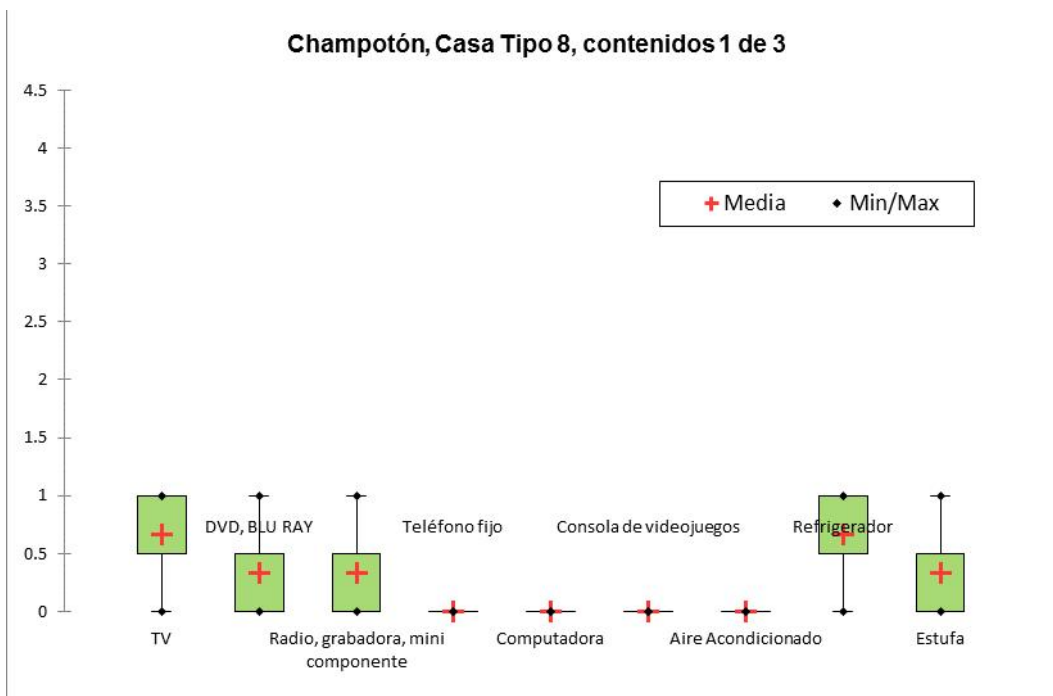 Champotón, Casa Tipo 8, contenidos 1 de 3
4.5
4
3.5
Media Min/Max
3
2.5
2
1.5
1
DVD, BLU RAY Teléfono fijo Consola de videojuegos Refrigerador
0.5
0
TV Radio, grabadora, mini Computadora Aire Acondicionado Estufa
componente